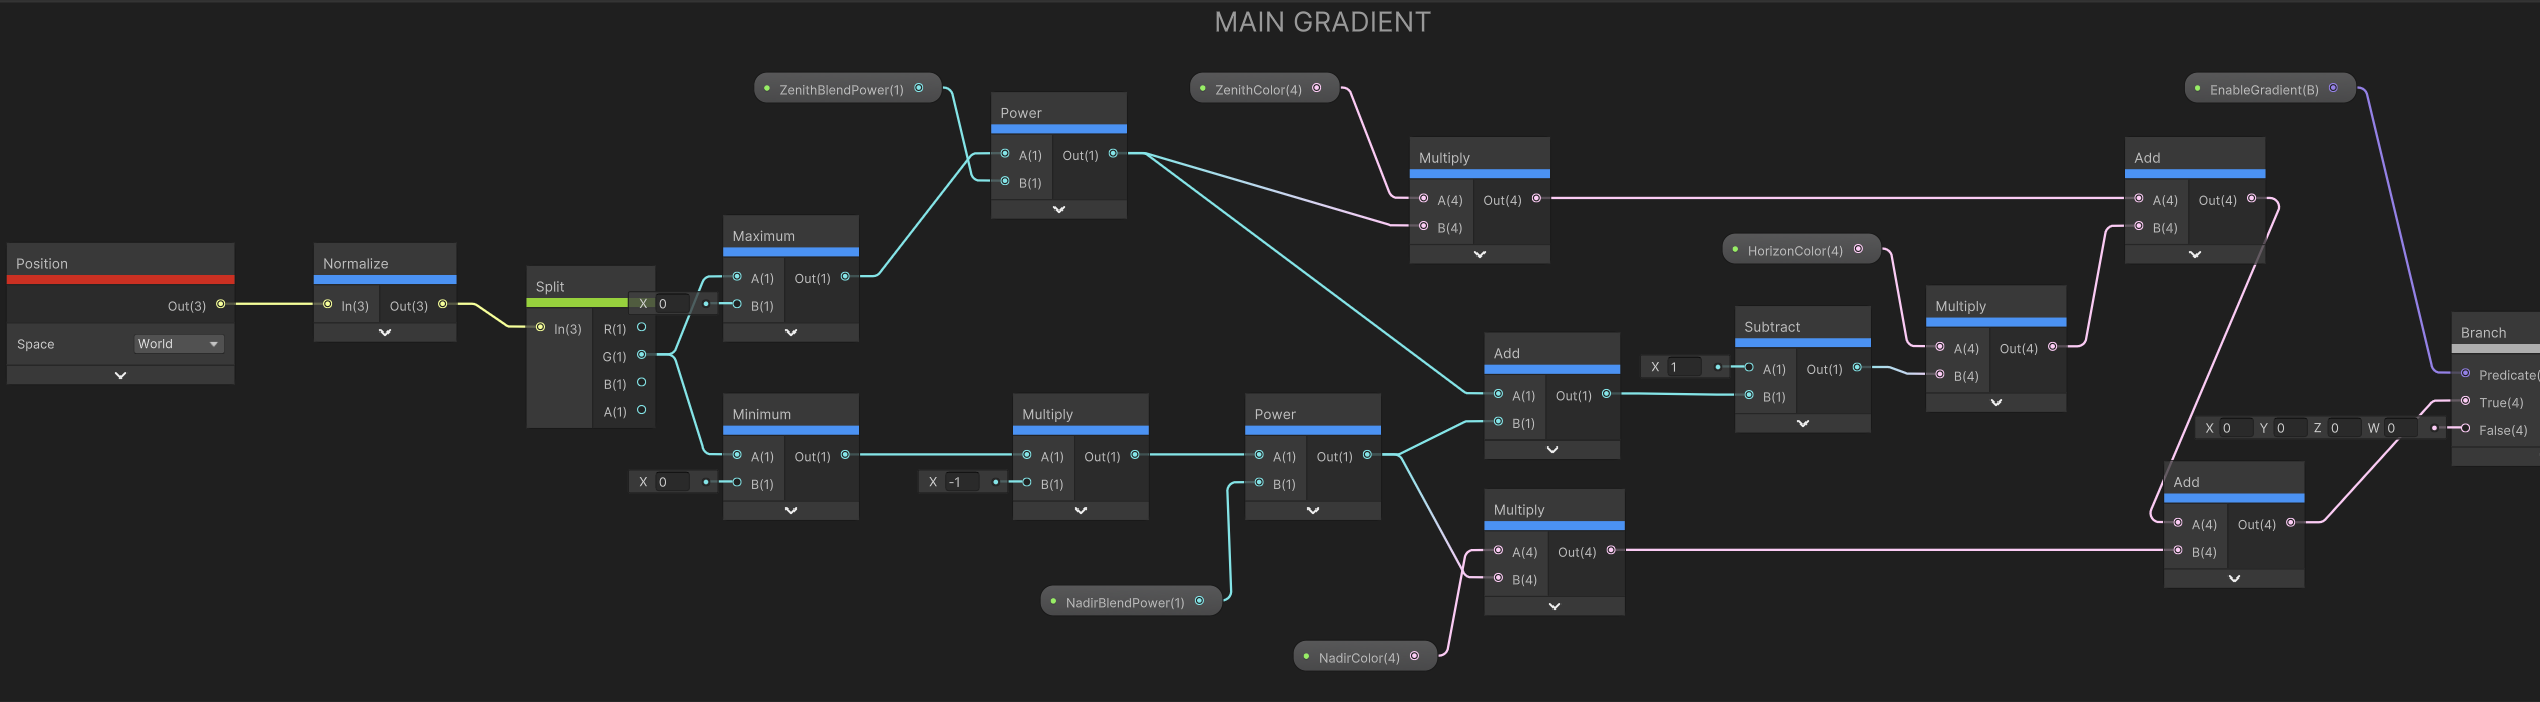 MAIN GRADIENT
Position
Out(3)
Space World
Normalize
In(3) Out(3)
Split
In(3) R(1)
G(1)
B(1)
A(1)
X 0
Maximum
A(1) Out(1)
B(1)
X 0
Minimum
A(1) Out(1)
B(1)
ZenithBlendPower(1)
Power
A(1) Out(1)
B(1)
X -1
Multiply
A(1) Out(1)
B(1)
NadirBlendPower(1)
Power
A(1) Out(1)
B(1)
ZenithColor(4)
Multiply
A(4) Out(4)
B(4)
Add
A(1) Out(1)
B(1)
NadirColor(4)
Multiply
A(4) Out(4)
B(4)
X 1
Subtract
A(1) Out(1)
B(1)
HorizonColor(4)
Multiply
A(4) Out(4)
B(4)
Add
A(4) Out(4)
B(4)
Add
A(4) Out(4)
B(4)
EnableGradient(B)
X 0 Y 0 Z 0 W 0
Branch
Predicate(
True(4)
False(4)